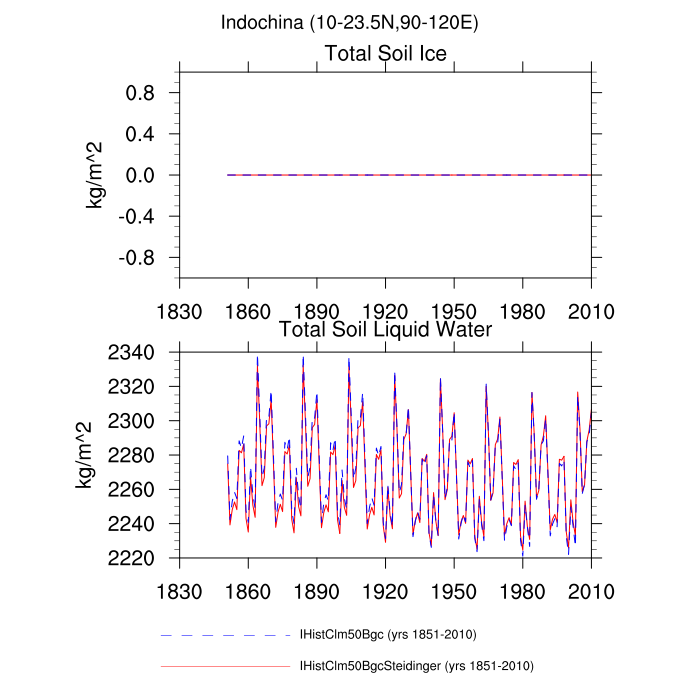 Indochina (10-23.5N,90-120E)
Total Soil Ice
0.8
0.4
0.0
-0.4
-0.8
kg/m^2
1830 1860 1890 1920 1950 1980 2010
Total Soil Liquid Water
2340
2320
2300
2280
2260
2240
2220
kg/m^2
1830 1860 1890 1920 1950 1980 2010
IHistClm50Bgc (yrs 1851-2010)
IHistClm50BgcSteidinger (yrs 1851-2010)